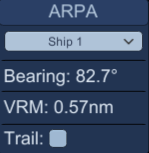 ARPA
Ship 1
Bearing: 82.7°
VRM: 0.57nm
Trail: